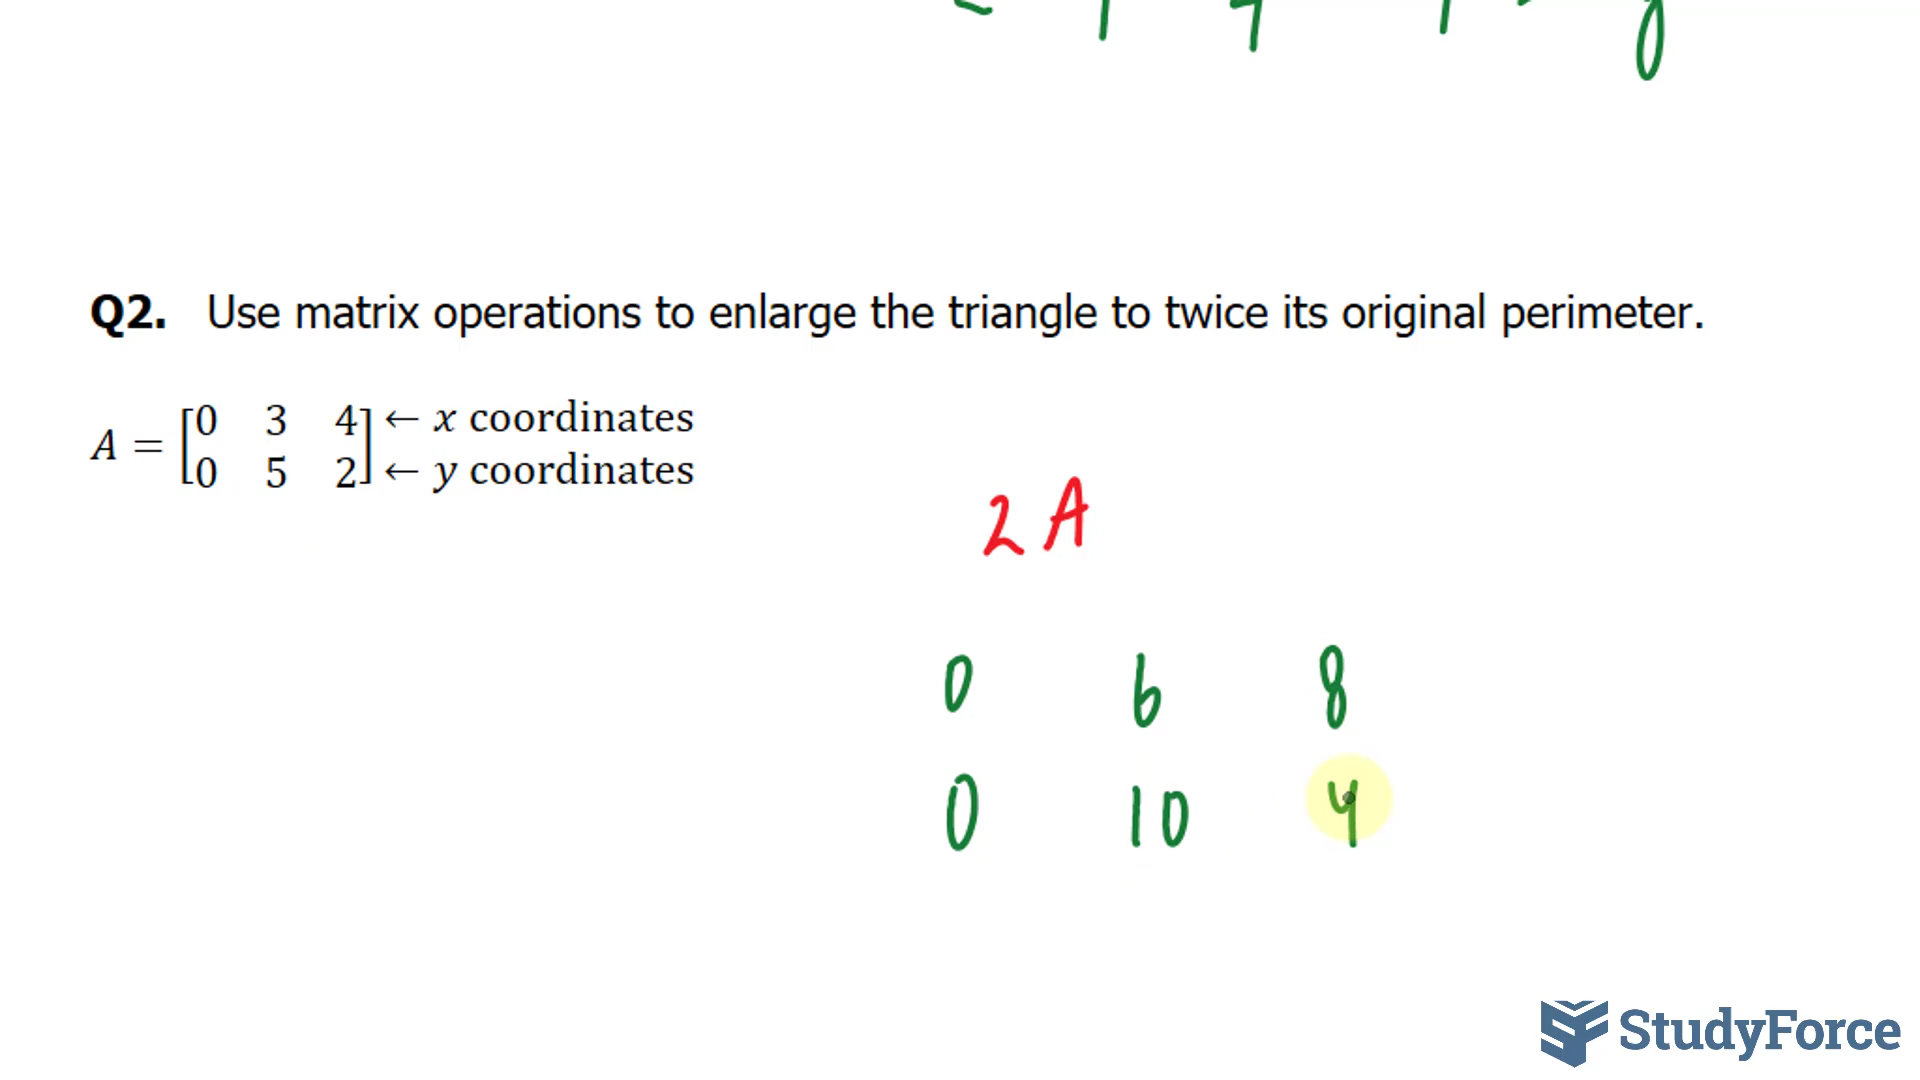 Q2. Use matrix operations to enlarge the triangle to twice its original perimeter.
A = [0 3 4] ← x coordinates
[0 5 2] ← y coordinates
2A
0 6 8
0 10 4
StudyForce